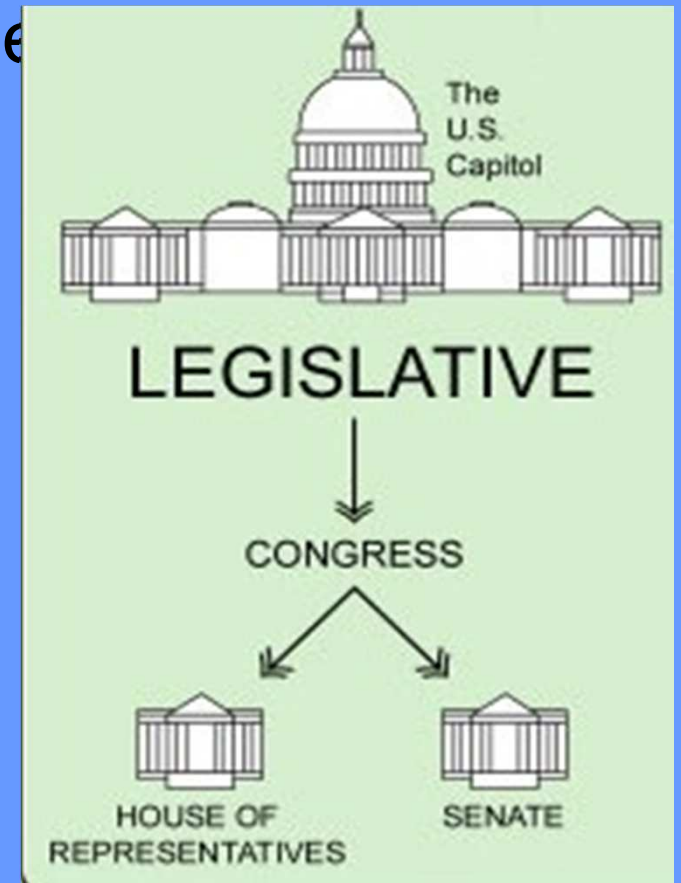 e
The
U.S.
Capitol
LEGISLATIVE
CONGRESS
HOUSE OF
REPRESENTATIVES
SENATE